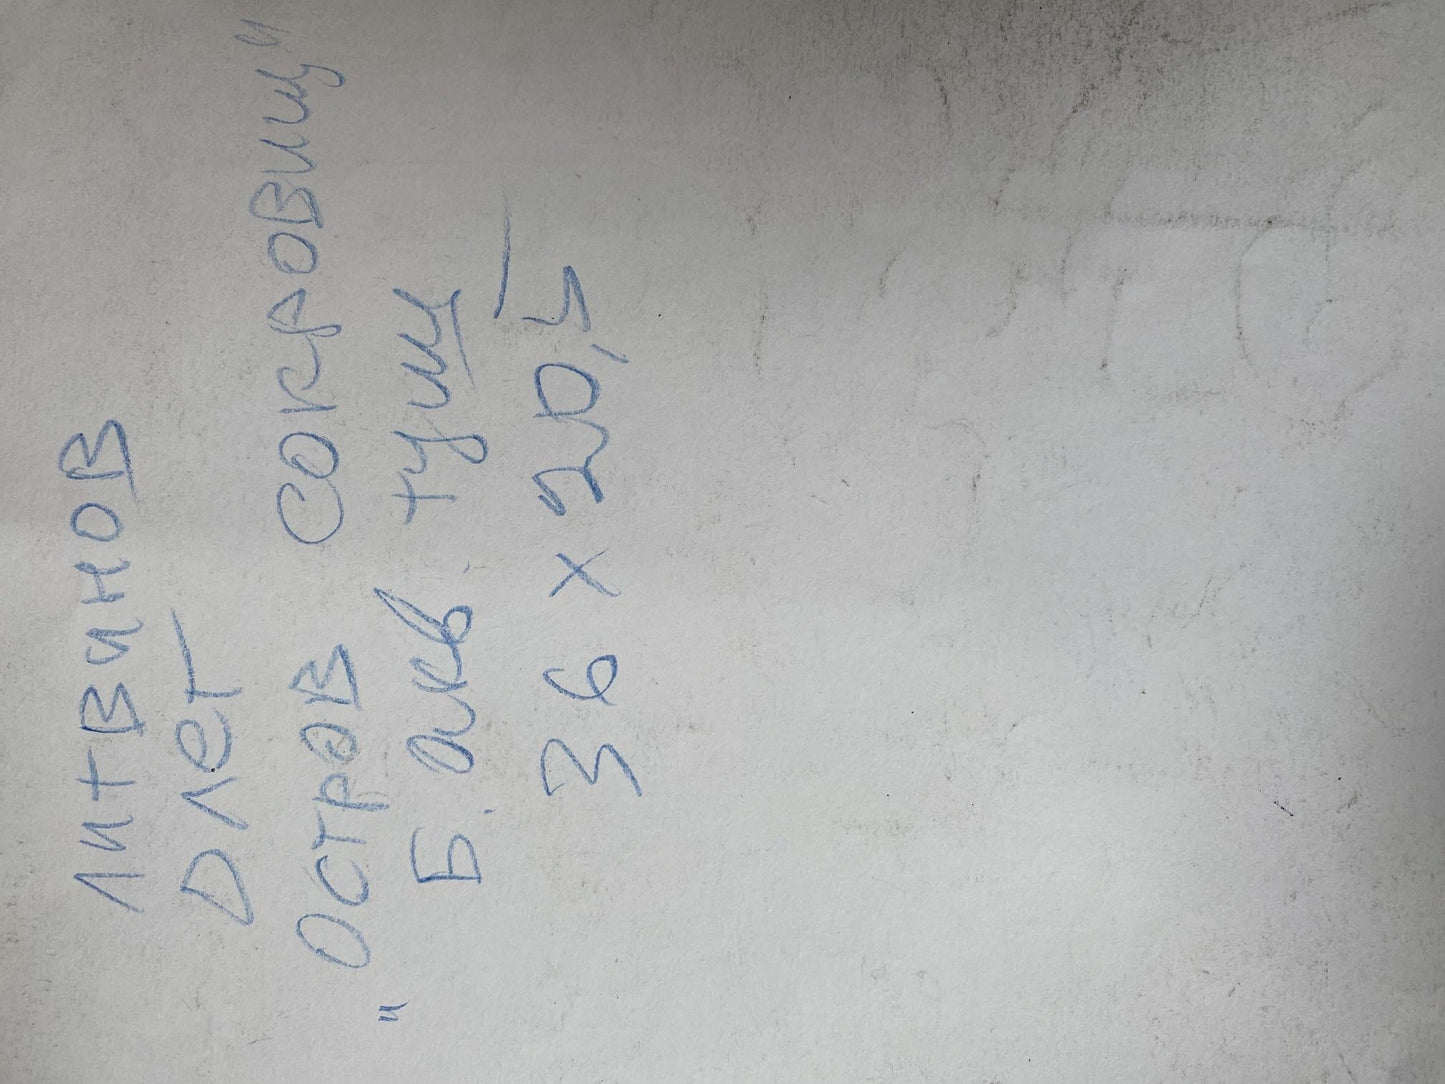 ЛИТВИНОВ
ОЛЕГ
"ОСТРОВ СОКРОВИЩ"
Б. акв. тушь
36 x 20,5